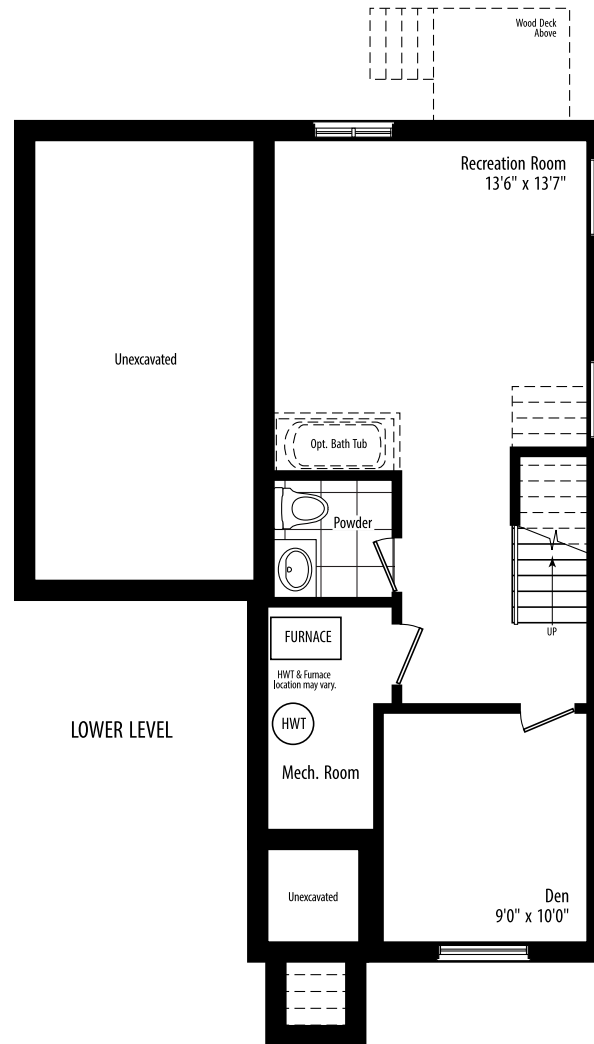 Wood Deck
Above
Recreation Room
13'6" x 13'7"
Unexcavated
Opt. Bath Tub
Powder
UP
FURNACE
HWT & Furnace
location may vary.
HWT
LOWER LEVEL
Mech. Room
Unexcavated
Den
9'0" x 10'0"